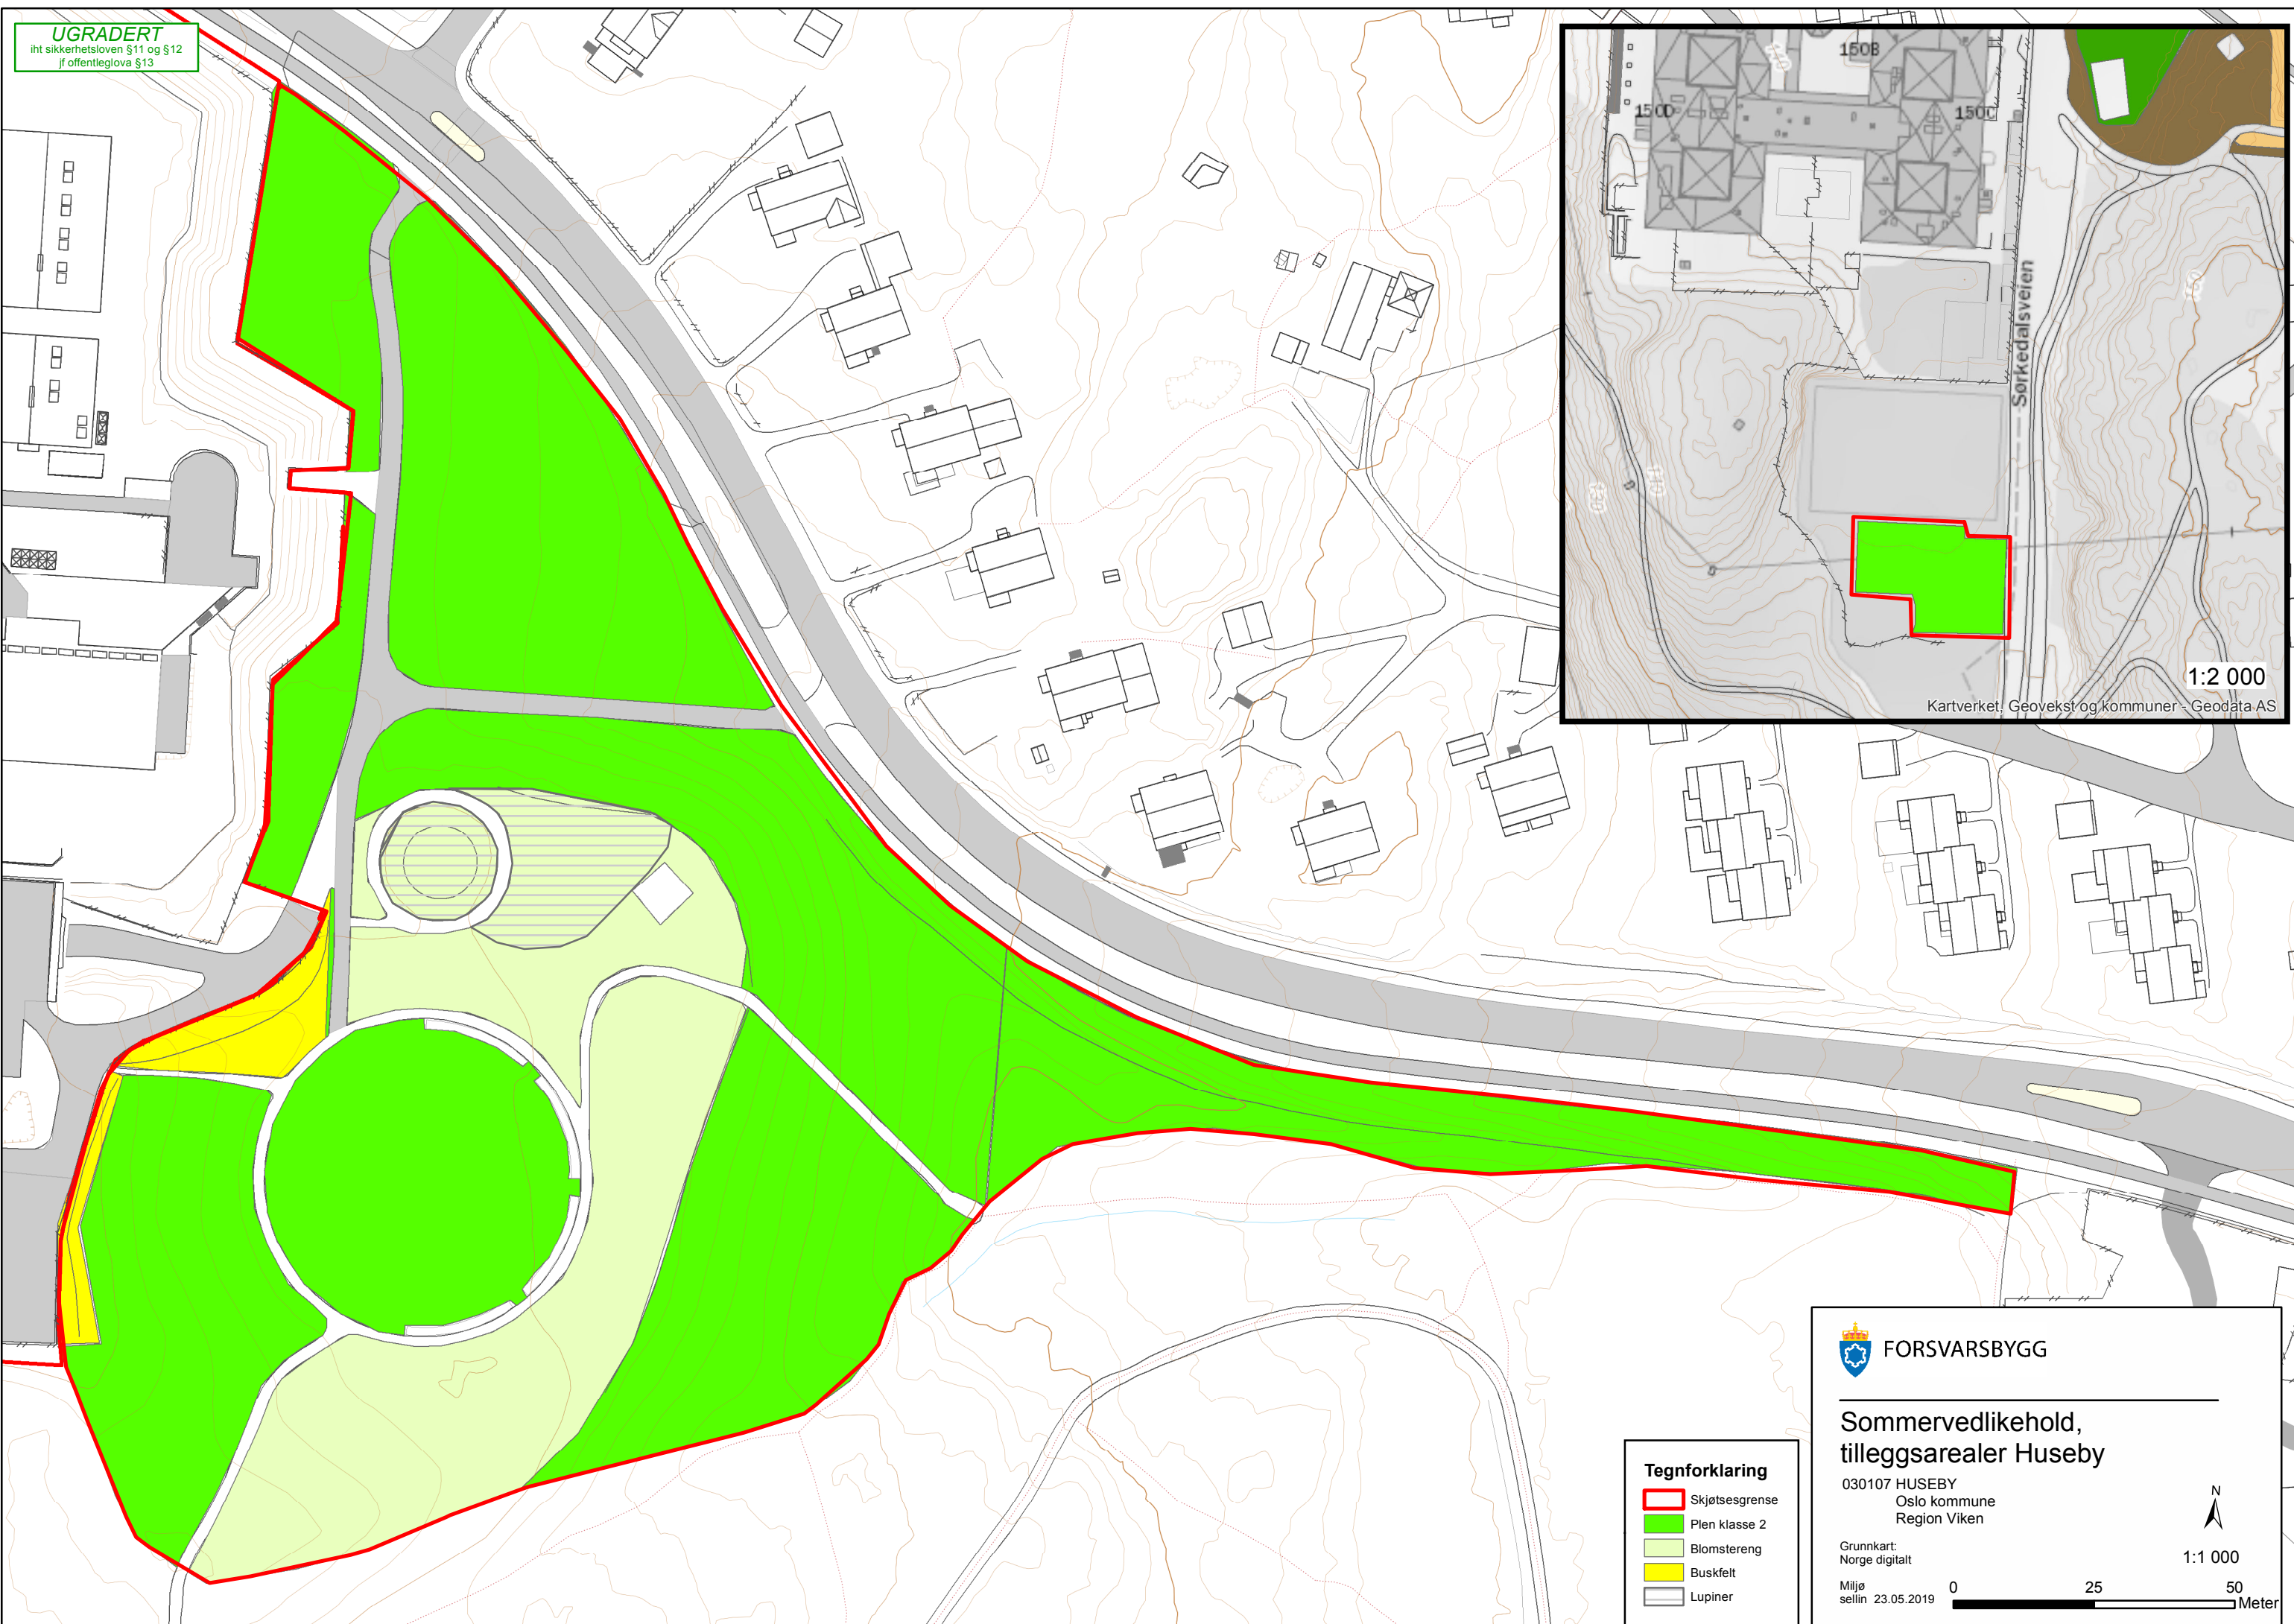 UGRADERT
iht sikkerhetsloven §11 og §12
jf offentleglova §13
150B
150D
150C
Sørkedalsveien
1:2 000
Kartverket, Geovekst og kommuner - Geodata AS
FORSVARSBYGG
Sommervedlikehold,
tilleggsarealer Huseby
030107 HUSEBY
Oslo kommune
Region Viken
N
Grunnkart:
Norge digitalt
1:1 000
Miljø
sellin 23.05.2019
0 25 50
Meter
Tegnforklaring
Skjøtsesgrense
Plen klasse 2
Blomstereng
Buskfelt
Lupiner